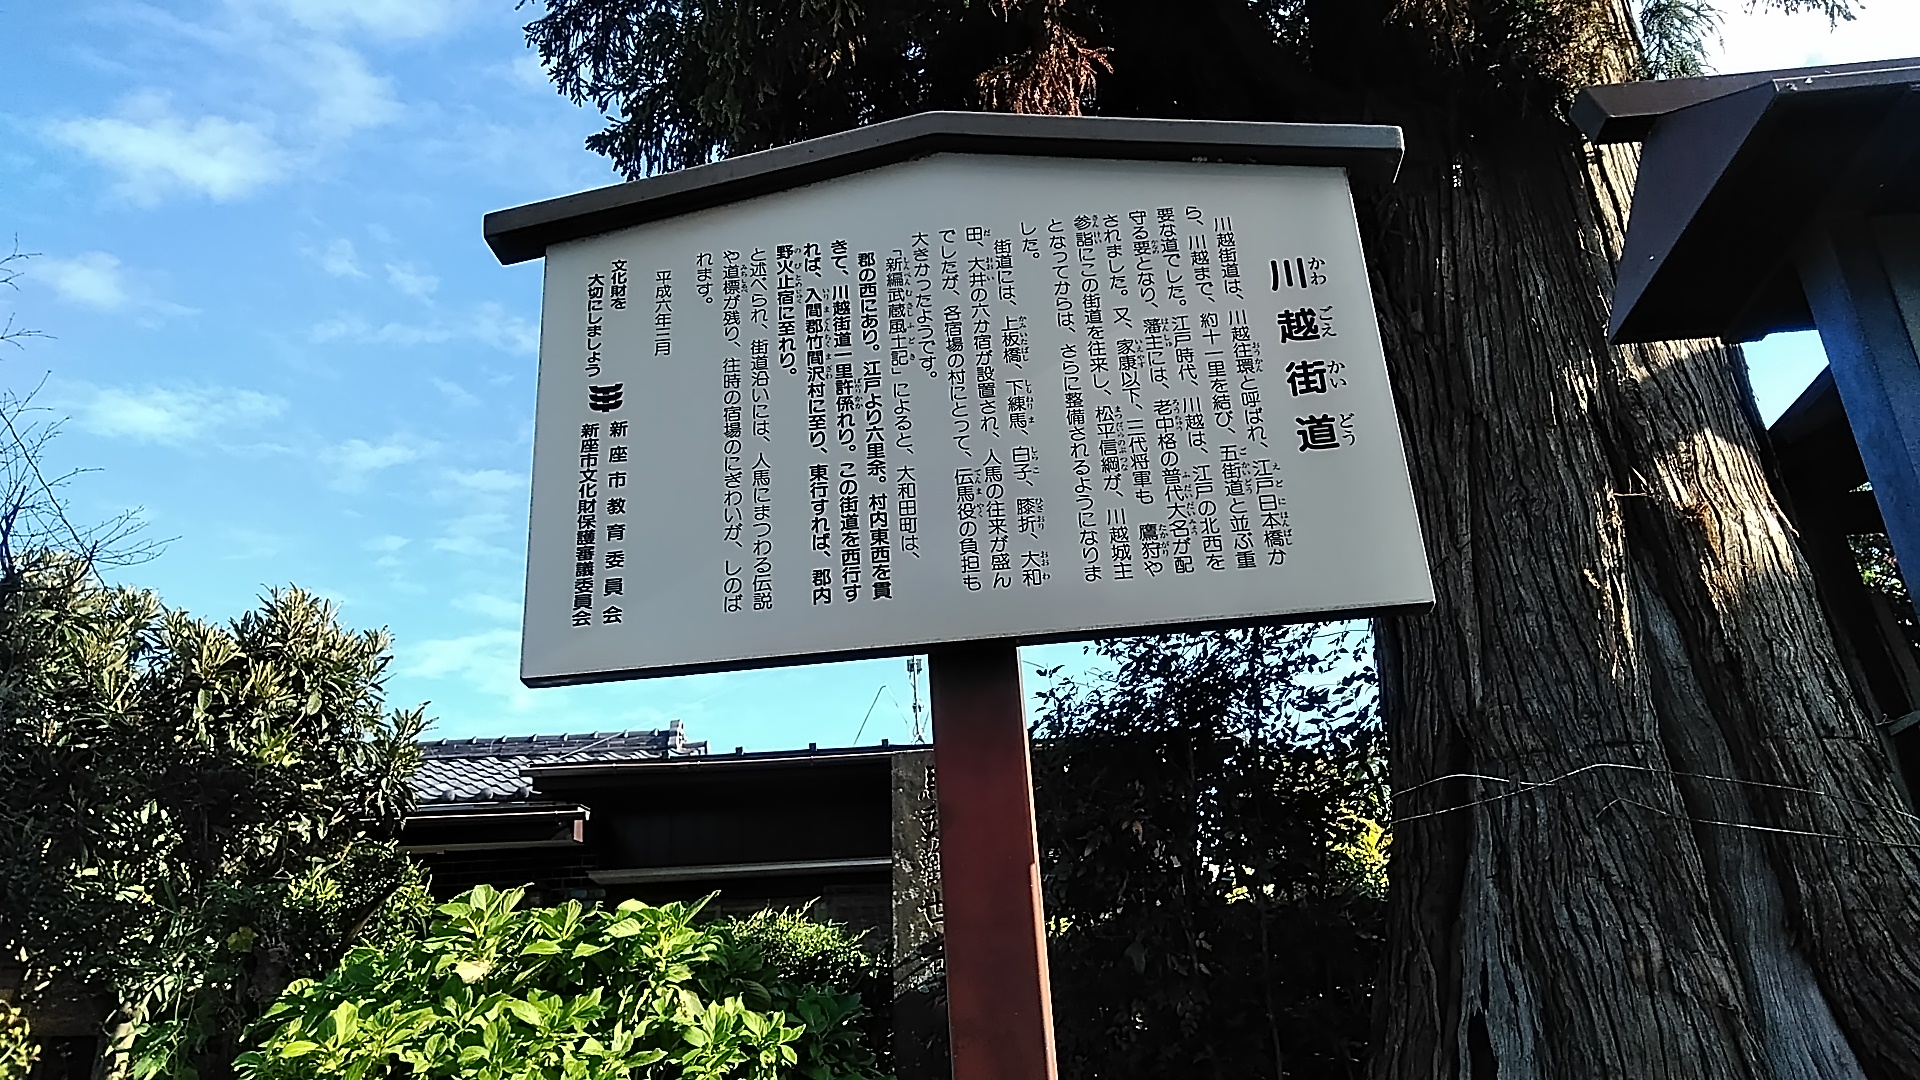 川越街道
かわ ごえ かい どう
川越街道は、川越往還と呼ばれ、江戸日本橋か
ら、川越まで、約十一里を結び、五街道と並ぶ重
要な道でした。江戸時代、川越は、江戸の北西を
守る要となり、藩主には、老中格の普代大名が配
されました。又、家康以下、三代将軍も 鷹狩や
参詣にこの街道を往来し、松平信綱が、川越城主
となってからは、さらに整備されるようになりま
した。
街道には、上板橋、下練馬、白子、膝折、大和
田、大井の六か宿が設置され、人馬の往来が盛ん
でしたが、各宿場の村にとって、伝馬役の負担も
大きかったようです。
「新編武蔵風土記」によると、大和田町は、
郡の西にあり。江戸より六里余。村内東西を貫
きて、川越街道一里許係れり。この街道を西行す
れば、入間郡竹間沢村に至り、東行すれば、郡内
野火止宿に至れり。
と述べられ、街道沿いには、人馬にまつわる伝説
や道標が残り、往時の宿場のにぎわいが、しのば
れます。
平成六年三月
文化財を
大切にしましょう
新座市教育委員会
新座市文化財保護審議委員会